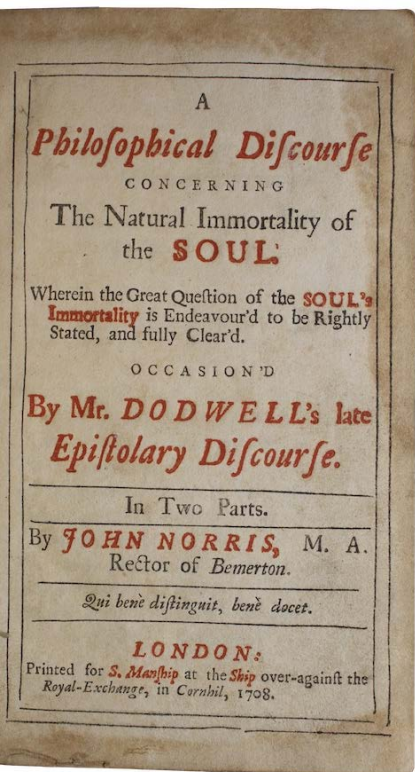 A
Philoſophical Diſcourſe
CONCERNING
The Natural Immortality of
the SOUL.
Wherein the Great Queſtion of the SOUL's
Immortality is Endeavour'd to be Rightly
Stated, and fully Clear'd.
OCCASION'D
By Mr. DODWELL's late
Epiſtolary Diſcourſe.
In Two Parts.
By JOHN NORRIS, M. A.
Rector of Bemerton.
Qui benè diſtinguit, benè docet.
LONDON:
Printed for S. Manſhip at the Ship over-againſt the
Royal-Exchange, in Cornhil, 1708.